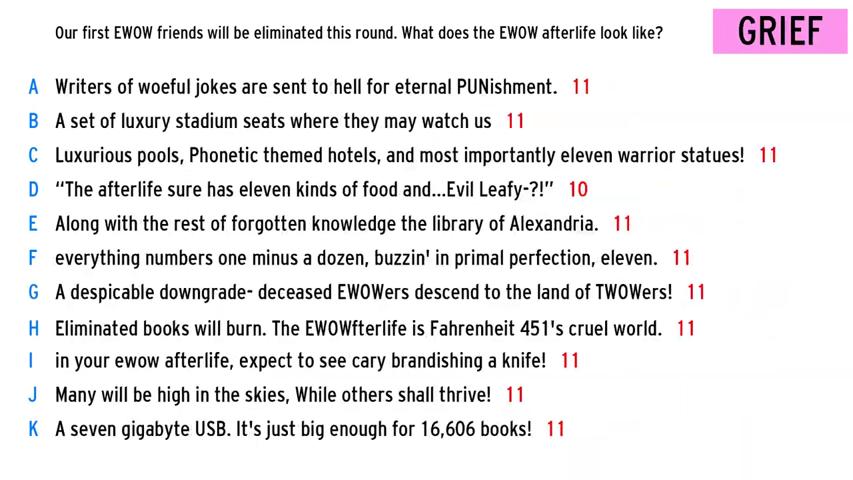 Our first EWOW friends will be eliminated this round. What does the EWOW afterlife look like?
GRIEF
A Writers of woeful jokes are sent to hell for eternal PUNishment. 11
B A set of luxury stadium seats where they may watch us 11
C Luxurious pools, Phonetic themed hotels, and most importantly eleven warrior statues! 11
D “The afterlife sure has eleven kinds of food and...Evil Leafy-?!” 10
E Along with the rest of forgotten knowledge the library of Alexandria. 11
F everything numbers one minus a dozen, buzzin' in primal perfection, eleven. 11
G A despicable downgrade- deceased EWOWers descend to the land of TWOWers! 11
H Eliminated books will burn. The EWOWfterlife is Fahrenheit 451's cruel world. 11
I in your ewow afterlife, expect to see cary brandishing a knife! 11
J Many will be high in the skies, While others shall thrive! 11
K A seven gigabyte USB. It's just big enough for 16,606 books! 11